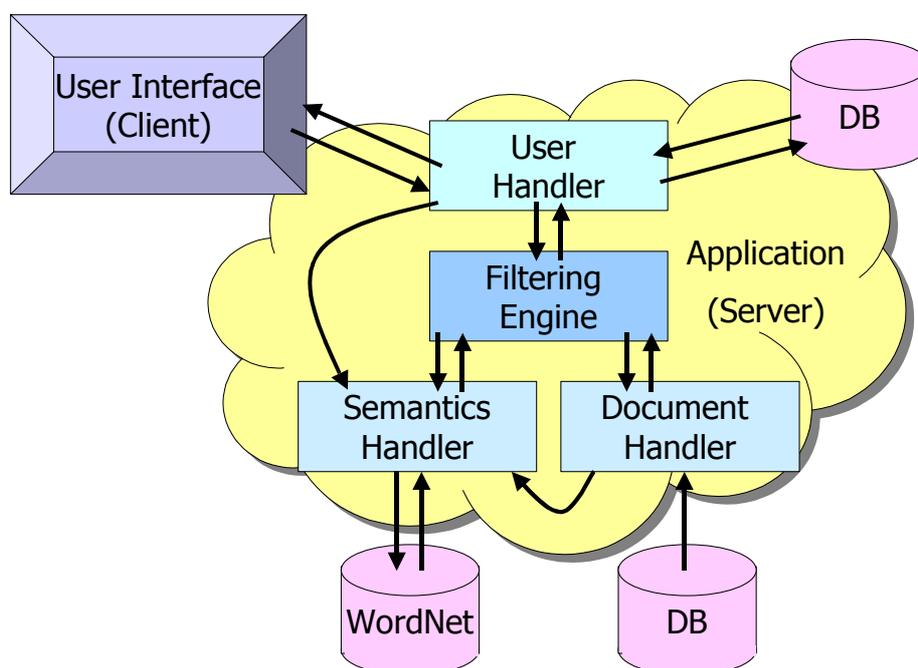 User Interface
(Client)
DB
User
Handler
Application
(Server)
Filtering
Engine
Semantics
Handler
Document
Handler
WordNet
DB